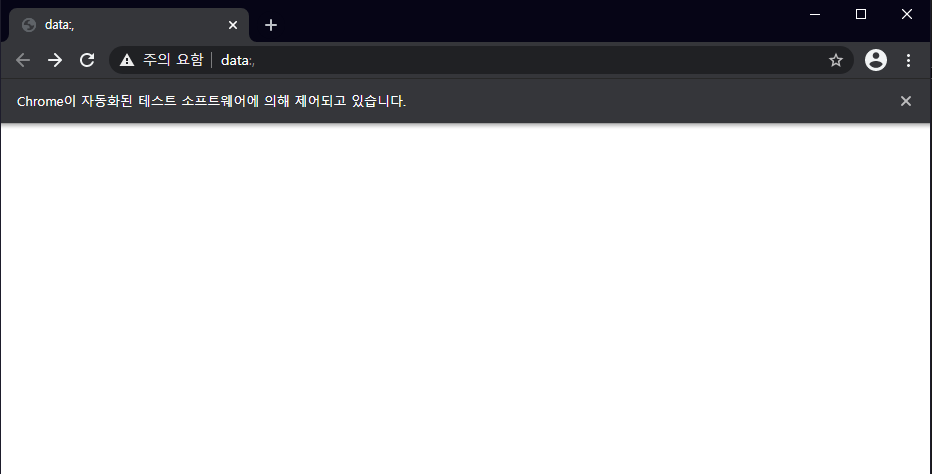 data:,
주의 요함 data:,
Chrome이 자동화된 테스트 소프트웨어에 의해 제어되고 있습니다.